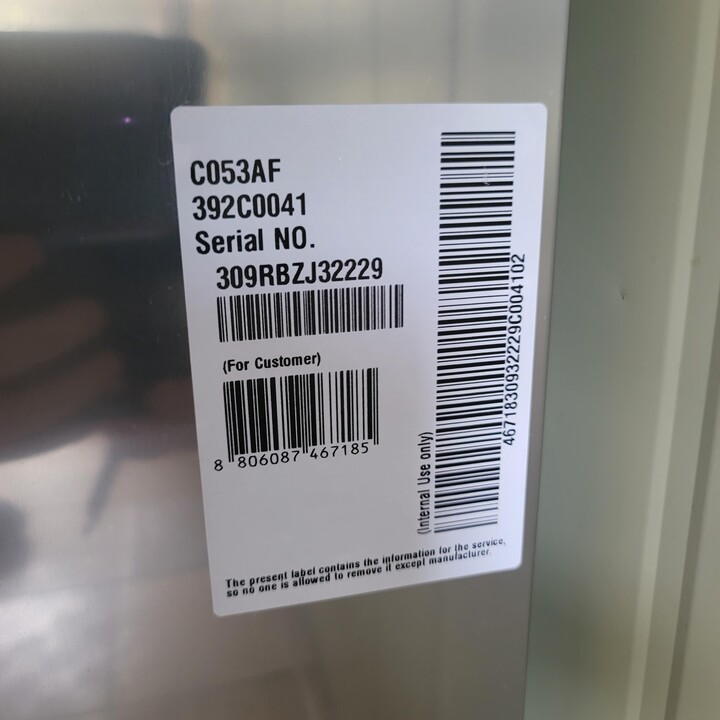 C053AF
392C0041
Serial NO.
309RBZJ32229
(For Customer)
8 806087 467185
(Internal Use only)
4671830932229C004102
The present label contains the information for the service,
so no one is allowed to remove it except manufacturer.